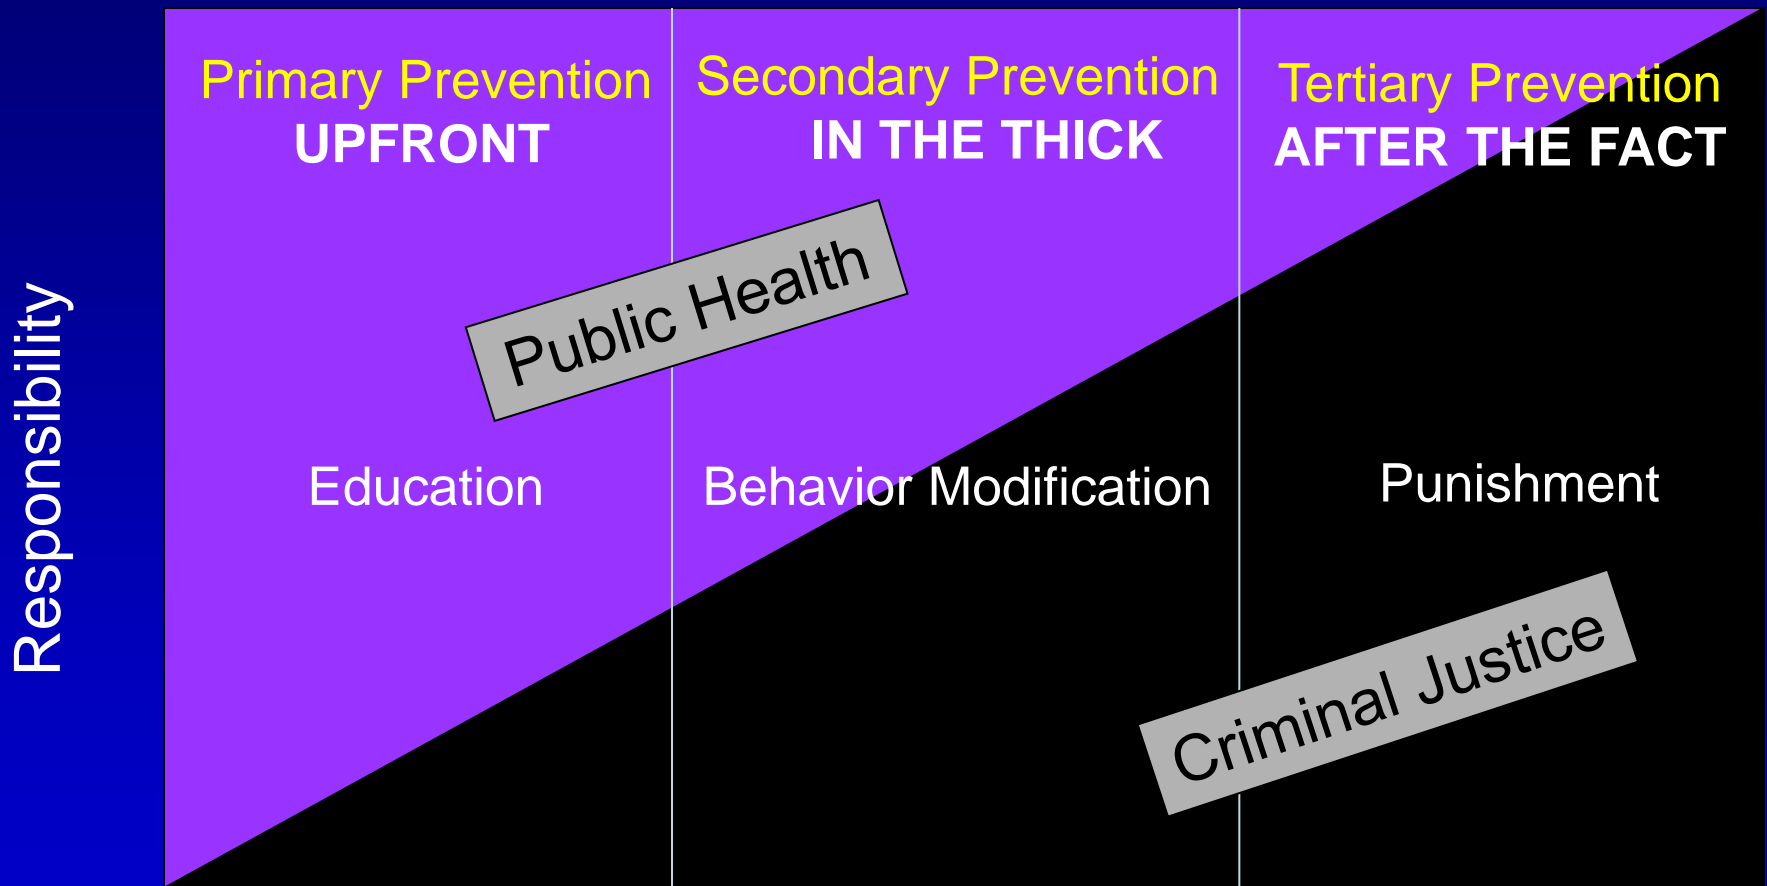 Responsibility
Primary Prevention
UPFRONT
Secondary Prevention
IN THE THICK
Tertiary Prevention
AFTER THE FACT
Public Health
Education
Behavior Modification
Punishment
Criminal Justice